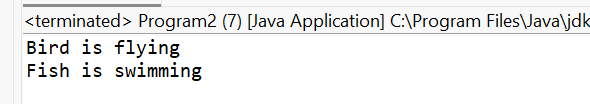 <terminated> Program2 (7) [Java Application] C:\Program Files\Java\jdk
Bird is flying
Fish is swimming